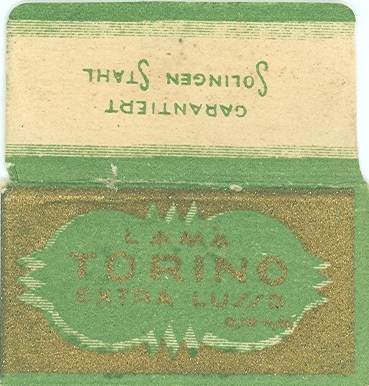 GARANTIERT
SOLINGEN STAHL
LAMA
TORINO
EXTRA LUSSO